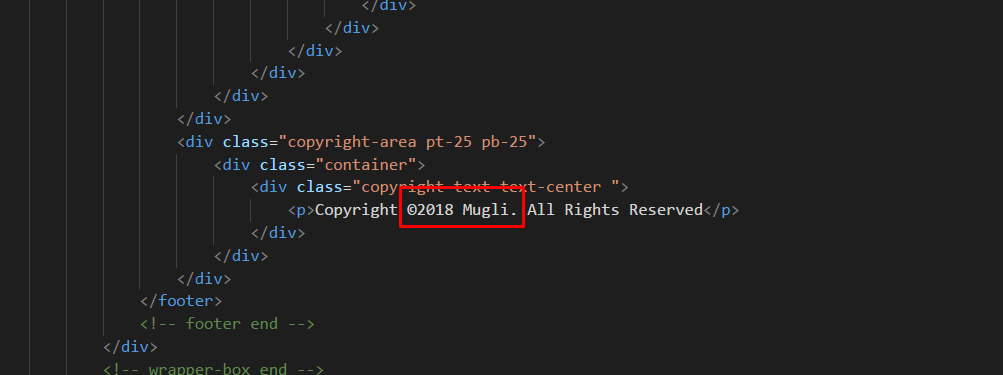 </div>
</div>
</div>
</div>
</div>
</div>
<div class="copyright-area pt-25 pb-25">
<div class="container">
<div class="copyright-text text-center ">
<p>Copyright ©2018 Mugli. All Rights Reserved</p>
</div>
</div>
</div>
</footer>
<!-- footer end -->
</div>
<!-- wrapper-box end -->